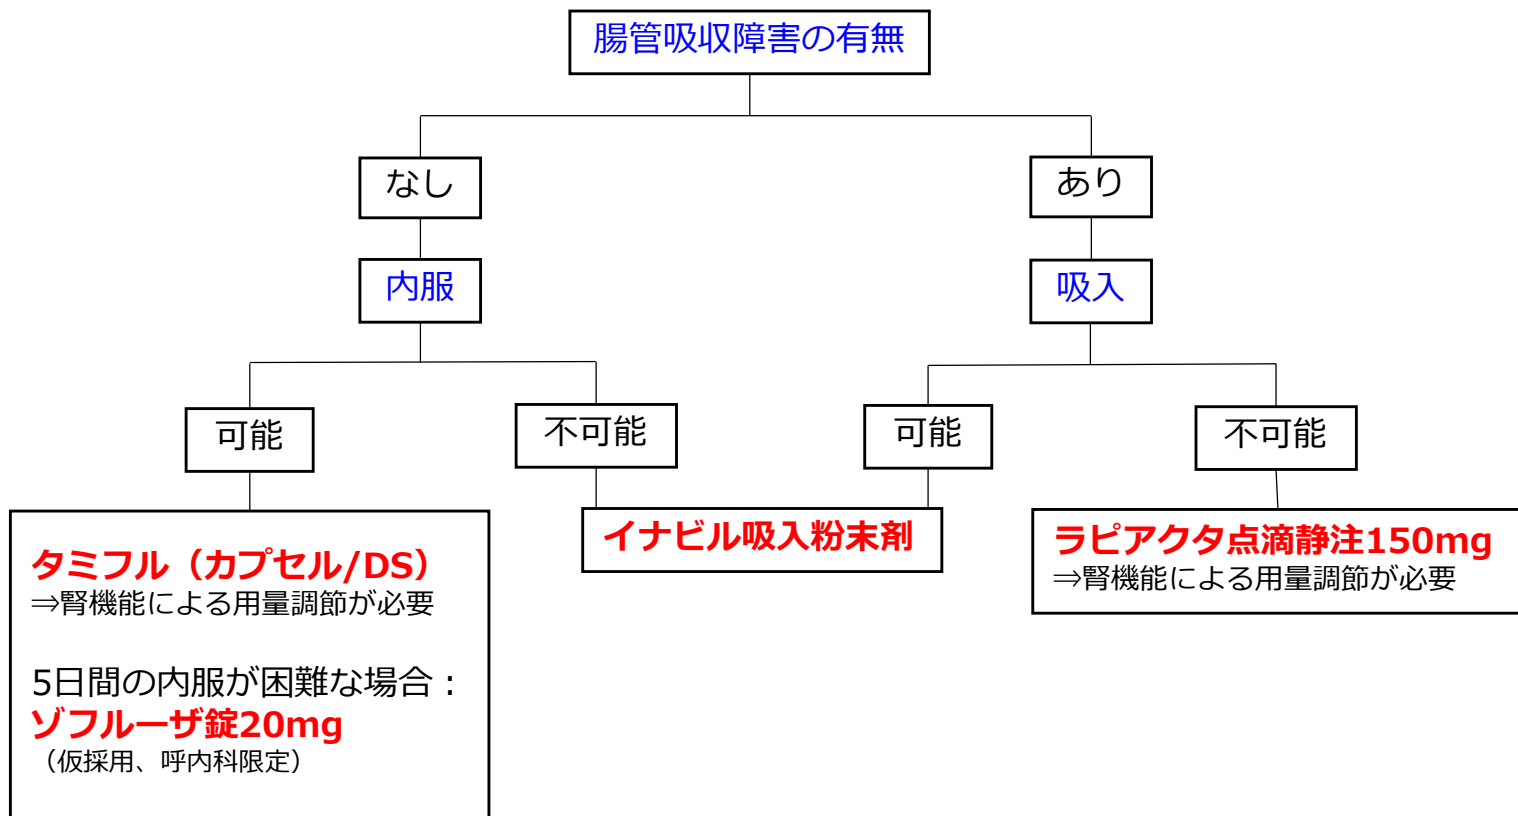 腸管吸収障害の有無
なし
あり
内服
吸入
可能
不可能
可能
不可能
タミフル（カプセル/DS）
⇒腎機能による用量調節が必要
5日間の内服が困難な場合：
ゾフルーザ錠20mg
（仮採用、呼内科限定）
イナビル吸入粉末剤
ラピアクタ点滴静注150mg
⇒腎機能による用量調節が必要